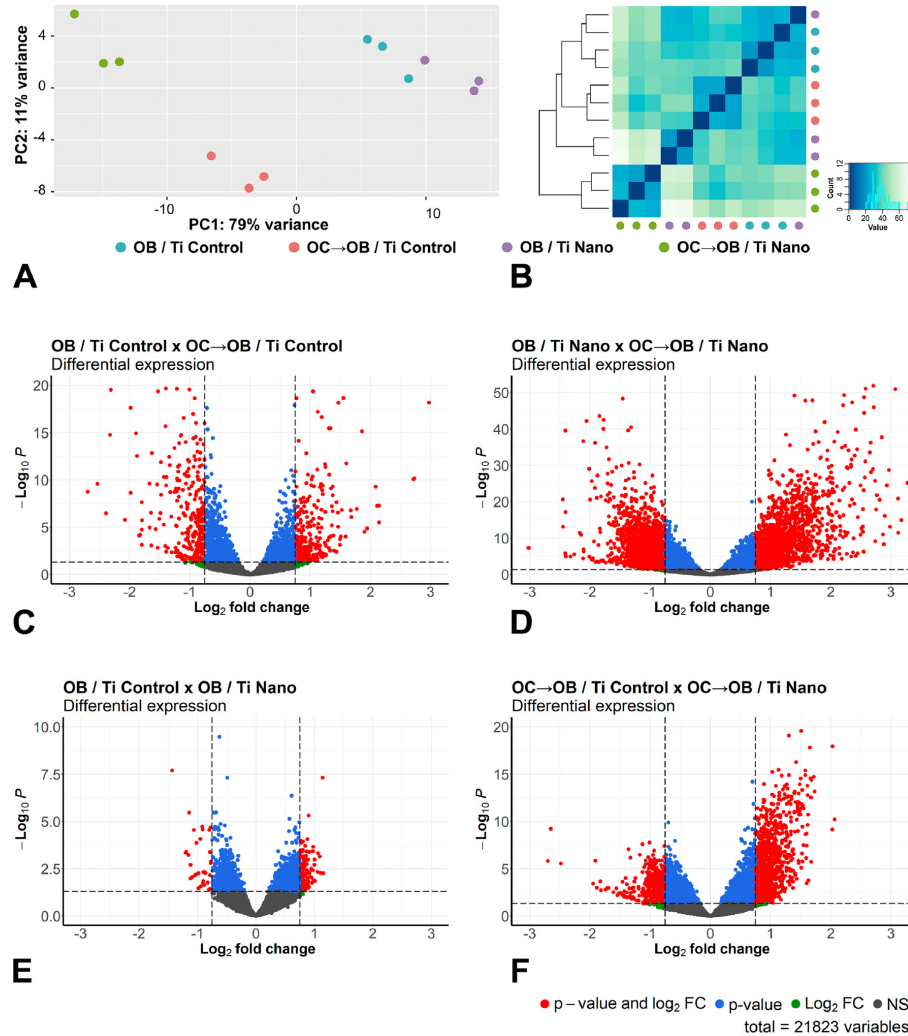 4
0
-4
-8
PC2: 11% variance
-10
0
10
PC1: 79% variance
Count
0 2 4 6 8 12
0 20 40 60
Value
OB / Ti Control
OC→OB / Ti Control
OB / Ti Nano
OC→OB / Ti Nano
A
B
OB / Ti Control x OC→OB / Ti Control
Differential expression
20
15
10
5
0
−Log10 P
-3 -2 -1 0 1 2 3
Log2 fold change
C
OB / Ti Nano x OC→OB / Ti Nano
Differential expression
50
40
30
20
10
0
−Log10 P
-3 -2 -1 0 1 2 3
Log2 fold change
D
OB / Ti Control x OB / Ti Nano
Differential expression
10.0
7.5
5.0
2.5
0.0
−Log10 P
-3 -2 -1 0 1 2 3
Log2 fold change
E
OC→OB / Ti Control x OC→OB / Ti Nano
Differential expression
20
15
10
5
0
−Log10 P
-3 -2 -1 0 1 2 3
Log2 fold change
F
p − value and log2 FC
p-value
Log2 FC
NS
total = 21823 variables